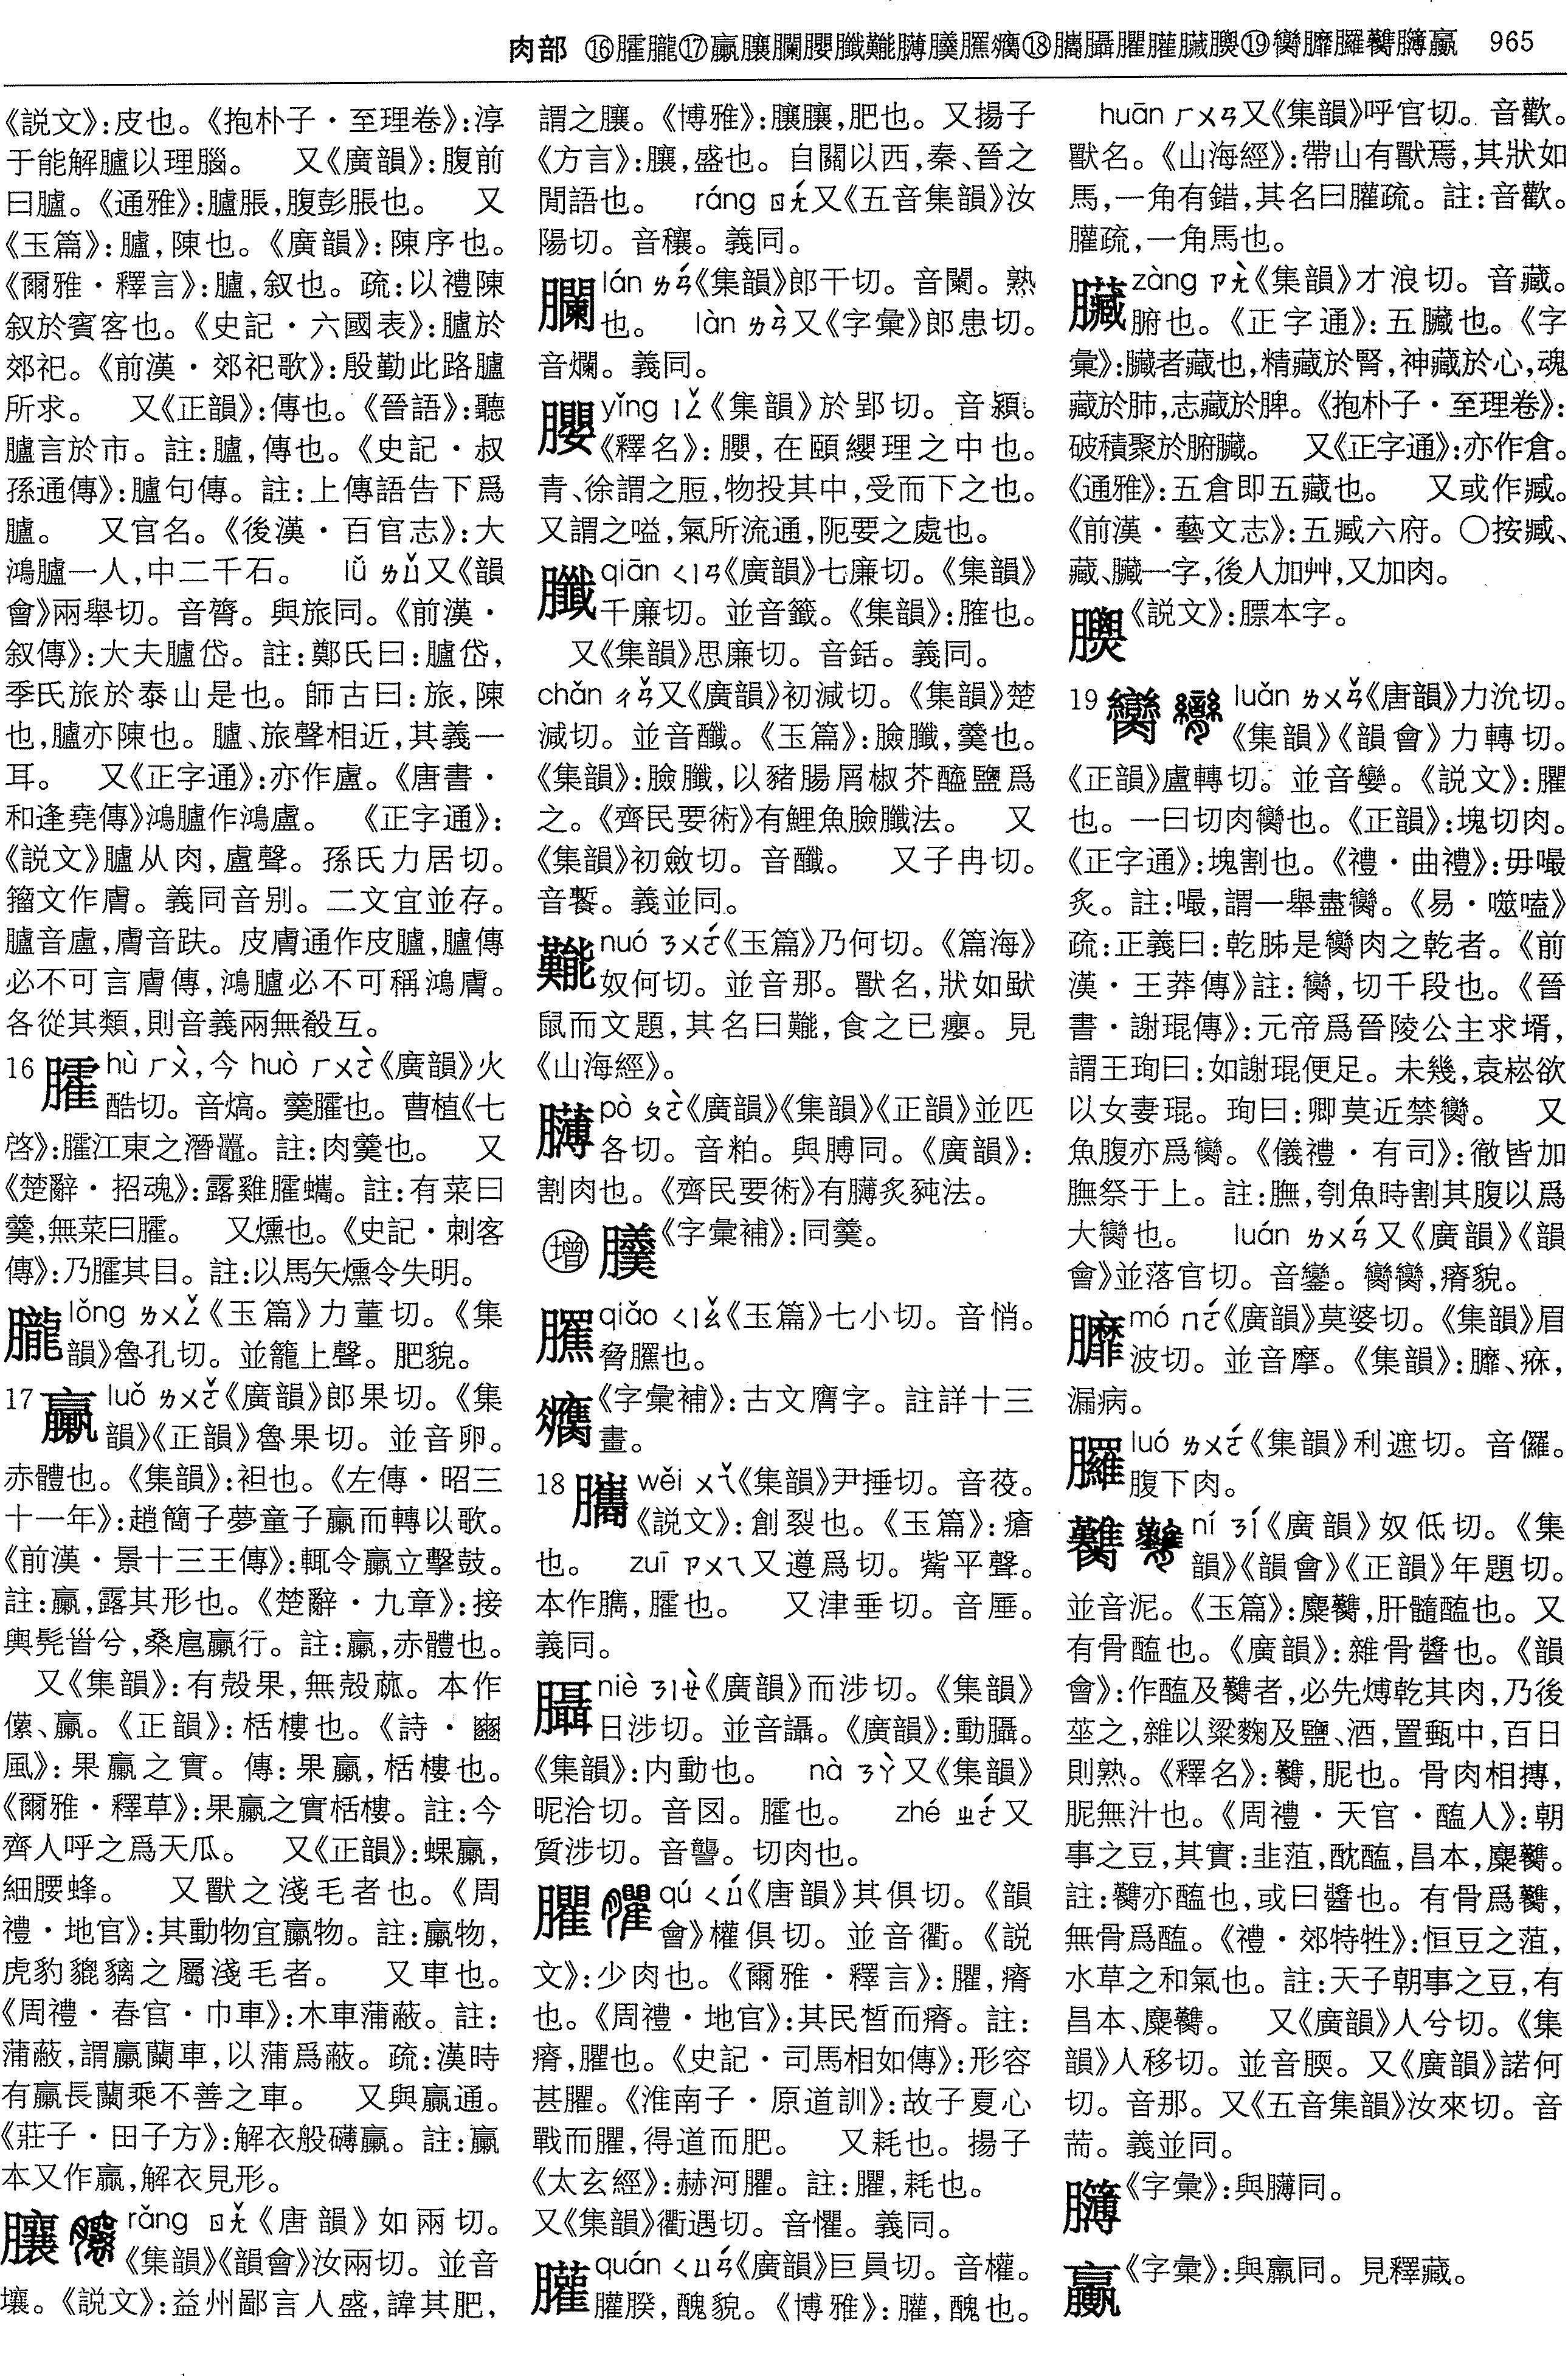 肉部 ⑯臛朧⑰臝臁臁 965
《説文》:皮也。《抱朴子·至理卷》:淳
于能解臚以理腦。 又《廣韻》:腹前
曰臚。《通雅》:臚脹,腹彭脹也。 又
《玉篇》:臚,陳也。《廣韻》:陳序也。
《爾雅·釋言》:臚,叙也。疏:以禮陳
叙於賓客也。《史記·六國表》:臚於
郊祀。《前漢·郊祀歌》:殷勤此路臚
所求。 又《正韻》:傳也。《晉語》:聽
臚言於市。註:臚,傳也。《史記·叔
孫通傳》:臚句傳。註:上傳語告下爲
臚。 又官名。《後漢·百官志》:大
鴻臚一人,中二千石。 lǚ ㄌㄩˇ又《韻
會》兩舉切。音膂。與旅同。《前漢·
叙傳》:大夫臚岱。註:鄭氏曰:臚岱,
季氏旅於泰山是也。師古曰:旅,陳
也,臚亦陳也。臚、旅聲相近,其義一
耳。 又《正字通》:亦作盧。《唐書·
和逢堯傳》鴻臚作鴻盧。 《正字通》:
《説文》臚从肉,盧聲。孫氏力居切。
籀文作膚。義同音别。二文宜並存。
臚音盧,膚音趺。皮膚通作皮臚,臚傳
必不可言膚傳,鴻臚必不可稱鴻膚。
各從其類,則音義兩無殽互。
16 臛 hù ㄏㄨˋ,今 huò ㄏㄨㄛˋ《廣韻》火
酷切。音熇。羹臛也。曹植《七
啓》:臛江東之潛鼉。註:肉羹也。 又
《楚辭·招魂》:露雞臛蠵。註:有菜曰
羹,無菜曰臛。 又燻也。《史記·刺客
傳》:乃臛其目。註:以馬矢燻令失明。
朧 lǒng ㄌㄨㄥˇ《玉篇》力董切。《集
韻》魯孔切。並籠上聲。肥貌。
17 臝 luǒ ㄌㄨㄛˇ《廣韻》郎果切。《集
韻》《正韻》魯果切。並音卵。
赤體也。《集韻》:袒也。《左傳·昭三
十一年》:趙簡子夢童子臝而轉以歌。
《前漢·景十三王傳》:輒令臝立擊鼓。
註:臝,露其形也。《楚辭·九章》:接
輿髡首兮,桑扈臝行。註:臝,赤體也。
又《集韻》:有殻果,無殻蓏。本作
儽、臝。《正韻》:栝樓也。《詩·豳
風》:果臝之實。傳:果臝,栝樓也。
《爾雅·釋草》:果臝之實栝樓。註:今
齊人呼之爲天瓜。 又《正韻》:蜾臝,
細腰蜂。 又獸之淺毛者也。《周
禮·地官》:其動物宜臝物。註:臝物,
虎豹貔貐之屬淺毛者。 又車也。
《周禮·春官·巾車》:木車蒲蔽。註:
蒲蔽,謂臝蘭車,以蒲爲蔽。疏:漢時
有臝長蘭乘不善之車。 又與蠃通。
《莊子·田子方》:解衣般礴臝。註:臝
本又作羸,解衣見形。
rǎng ㄖㄤˇ《唐韻》如兩切。
《集韻》《韻會》汝兩切。並音
壤。《説文》:益州鄙言人盛,諱其肥,
謂之䑋。《博雅》:䑋䑋,肥也。又揚子
《方言》:䑋,盛也。自關以西,秦、晉之
閒語也。 ráng ㄖㄤˊ又《五音集韻》汝
陽切。音穰。義同。
lán ㄌㄢˊ《集韻》郎干切。音闌。熟
也。 làn ㄌㄢˋ又《字彙》郎患切。
音爛。義同。
yǐng ㄧㄥˇ《集韻》於郢切。音潁。
《釋名》:䑍,在頤纓理之中也。
青、徐謂之脰,物投其中,受而下之也。
又謂之嗌,氣所流通,阨要之處也。
qiān ㄑㄧㄢ《廣韻》七廉切。《集韻》
千廉切。並音籤。《集韻》:脽也。
又《集韻》思廉切。音銛。義同。
chǎn ㄔㄢˇ又《廣韻》初減切。《集韻》楚
減切。並音醶。《玉篇》:臉䑎,羹也。
《集韻》:臉䑎,以豬腸屑椒芥醯鹽爲
之。《齊民要術》有鯉魚臉䑎法。 又
《集韻》初斂切。音醶。 又子冉切。
音㿗。義並同。
nuó ㄋㄨㄛˊ《玉篇》乃何切。《篇海》
奴何切。並音那。獸名,狀如鼣
鼠而文題,其名曰㔮,食之已癭。見
《山海經》。
pò ㄆㄛˋ《廣韻》《集韻》《正韻》並匹
各切。音粕。與膊同。《廣韻》:
割肉也。《齊民要術》有䑑炙豘法。
增 《字彙補》:同羹。
qiǎo ㄑㄧㄠˇ《玉篇》七小切。音悄。
脅也。
《字彙補》:古文膺字。註詳十三
畫。
18 wěi ㄨㄟˇ《集韻》尹捶切。音䓲。
《説文》:創裂也。《玉篇》:瘡
也。 zuī ㄗㄨㄟ又遵爲切。觜平聲。
本作臇,臛也。 又津垂切。音厜。
義同。
niè ㄋㄧㄝˋ《廣韻》而涉切。《集韻》
日涉切。並音讘。《廣韻》:動䐑。
《集韻》:内動也。 nà ㄋㄚˋ又《集韻》
昵洽切。音図。臛也。 zhé ㄓㄜˊ又
質涉切。音讋。切肉也。
臞 qú ㄑㄩˊ《唐韻》其俱切。《韻
會》權俱切。並音衢。《説
文》:少肉也。《爾雅·釋言》:臞,瘠
也。《周禮·地官》:其民晳而瘠。註:
瘠,臞也。《史記·司馬相如傳》:形容
甚臞。《淮南子·原道訓》:故子夏心
戰而臞,得道而肥。 又耗也。揚子
《太玄經》:赫河臞。註:臞,耗也。
又《集韻》衢遇切。音懼。義同。
臛 quán ㄑㄩㄢˊ《廣韻》巨員切。音權。
䑏䐬,醜貌。《博雅》:䑏,醜也。
huān ㄏㄨㄢ又《集韻》呼官切。音歡。
獸名。《山海經》:帶山有獸焉,其狀如
馬,一角有錯,其名曰䑏疏。註:音歡。
䑏疏,一角馬也。
臟 zàng ㄗㄤˋ《集韻》才浪切。音藏。
腑也。《正字通》:五臟也。《字
彙》:臟者藏也,精藏於腎,神藏於心,魂
藏於肺,志藏於脾。《抱朴子·至理卷》:
破積聚於腑臟。 又《正字通》:亦作倉。
《通雅》:五倉即五藏也。 又或作臧。
《前漢·藝文志》:五臧六府。〇按臧、
藏、臟一字,後人加艸,又加肉。
《説文》:膘本字。
19 臠 luǎn ㄌㄨㄢˇ《唐韻》力沇切。
《集韻》《韻會》力轉切。
《正韻》盧轉切。並音孌。《説文》:臞
也。一曰切肉臠也。《正韻》:塊切肉。
《正字通》:塊割也。《禮·曲禮》:毋嘬
炙。註:嘬,謂一舉盡臠。《易·噬嗑》
疏:正義曰:乾胏是臠肉之乾者。《前
漢·王莽傳》註:臠,切千段也。《晉
書·謝琨傳》:元帝爲晉陵公主求壻,
謂王珣曰:如謝琨便足。未幾,袁崧欲
以女妻琨。珣曰:卿莫近禁臠。 又
魚腹亦爲臠。《儀禮·有司》:徹皆加
膴祭于上。註:膴,刳魚時割其腹以爲
大臠也。 luán ㄌㄨㄢˊ又《廣韻》《韻
會》並落官切。音鑾。臠臠,瘠貌。
mó ㄇㄛˊ《廣韻》莫婆切。《集韻》眉
波切。並音摩。《集韻》:䑃、㾱,
漏病。
luó ㄌㄨㄛˊ《集韻》利遮切。音儸。
腹下肉。
臡 ní ㄋㄧˊ《廣韻》奴低切。《集
韻》《韻會》《正韻》年題切。
並音泥。《玉篇》:麋臡,肝髓醢也。又
有骨醢也。《廣韻》:雜骨醬也。《韻
會》:作醢及臡者,必先膊乾其肉,乃後
莝之,雜以粱麴及鹽、酒,置甀中,百日
則熟。《釋名》:臡,胒也。骨肉相摶,
胒無汁也。《周禮·天官·醢人》:朝
事之豆,其實:韭菹,醓醢,昌本,麋臡。
註:臡亦醢也,或曰醬也。有骨爲臡,
無骨爲醢。《禮·郊特牲》:恒豆之菹,
水草之和氣也。註:天子朝事之豆,有
昌本、麋臡。 又《廣韻》人兮切。《集
韻》人移切。並音腝。又《廣韻》諾何
切。音那。又《五音集韻》汝來切。音
荋。義並同。
《字彙》:與䑑同。
《字彙》:與臝同。見釋藏。